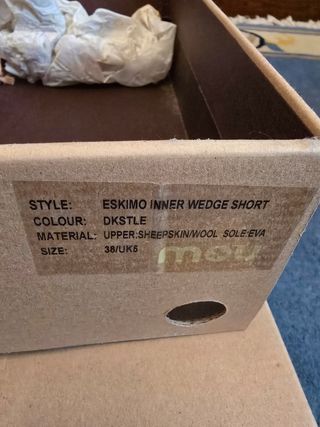 STYLE: ESKIMO INNER WEDGE SHORT
COLOUR: DKSTLE
MATERIAL: UPPER:SHEEPSKIN/WOOL SOLE:EVA
SIZE: 38/UK5
mou